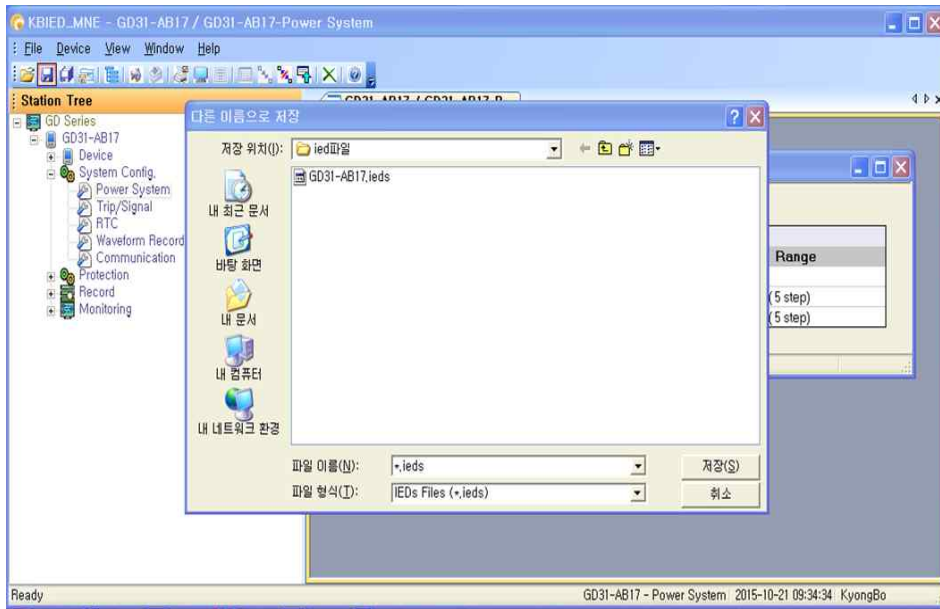 KBIED_MNE - GD31-AB17 / GD31-AB17-Power System
File Device View Window Help
Station Tree
GD Series
GD31-AB17
Device
System Config.
Power System
Trip/Signal
RTC
Waveform Record
Communication
Protection
Record
Monitoring
다른 이름으로 저장
저장 위치(I):
ied파일
GD31-AB17.ieds
내 최근 문서
바탕 화면
내 문서
내 컴퓨터
내 네트워크 환경
파일 이름(N):
*.ieds
저장(S)
파일 형식(T):
IEDs Files (*.ieds)
취소
Range
(5 step)
(5 step)
Ready
GD31-AB17 - Power System 2015-10-21 09:34:34 KyongBo